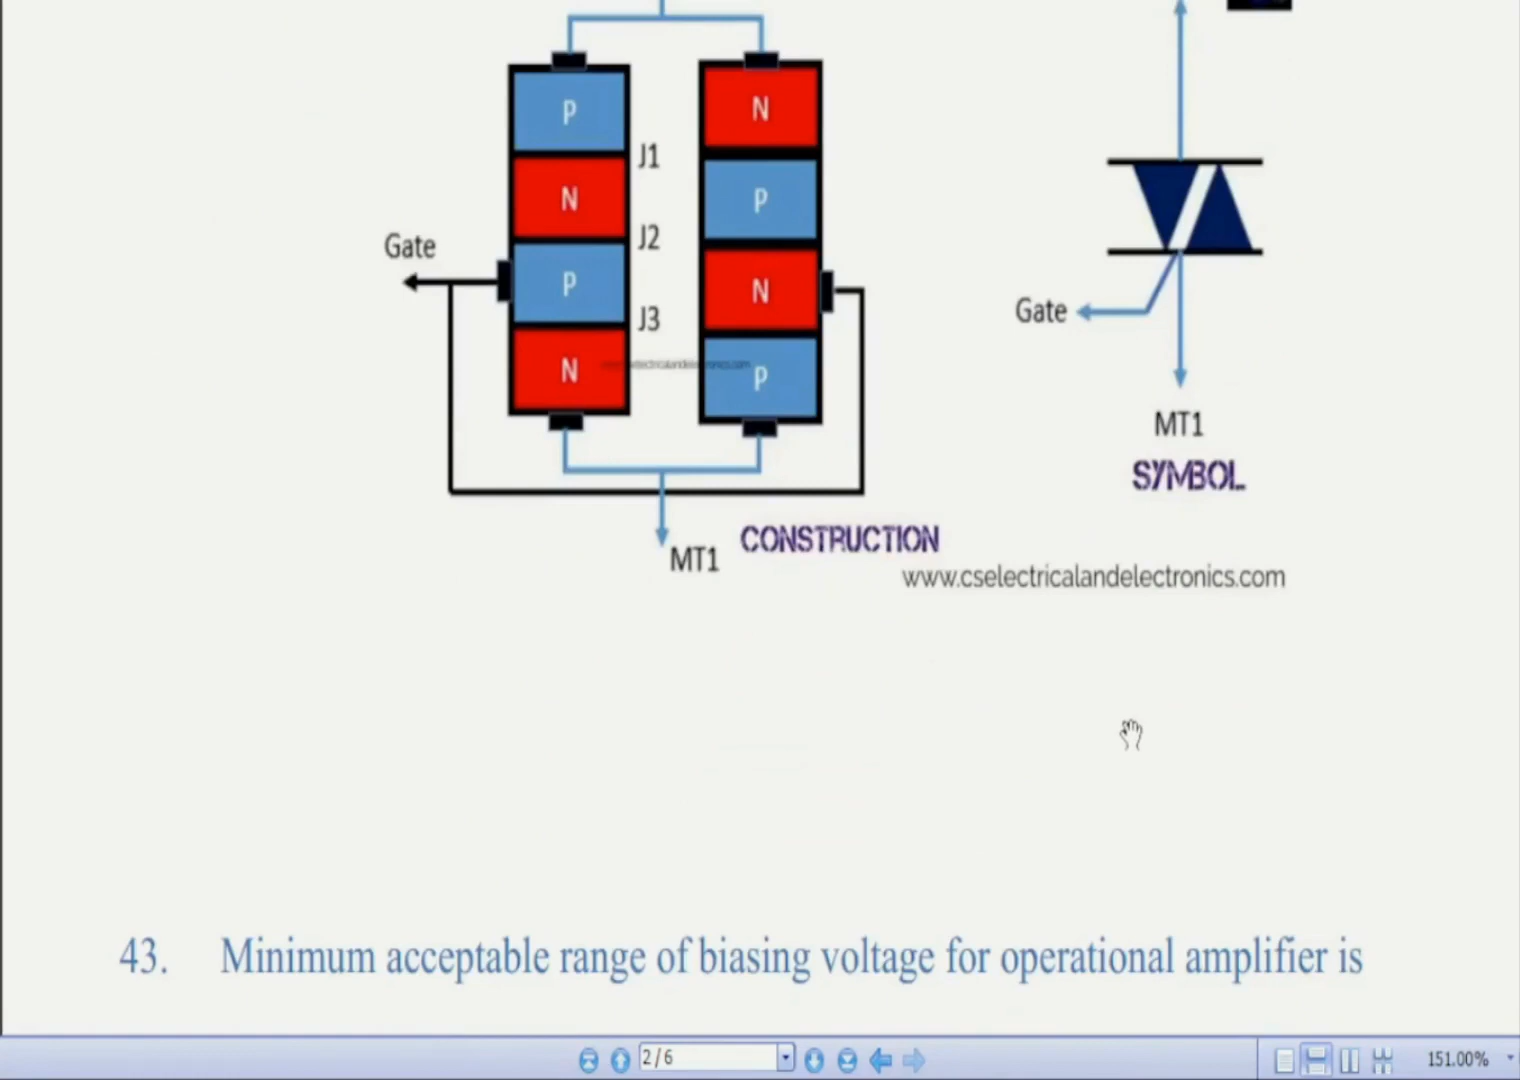 P
N
J1
N
P
J2
Gate
P
N
J3
N
P
Gate
MT1
SYMBOL
CONSTRUCTION
MT1
www.cselectricalandelectronics.com
43. Minimum acceptable range of biasing voltage for operational amplifier is
2 / 6
151.00%